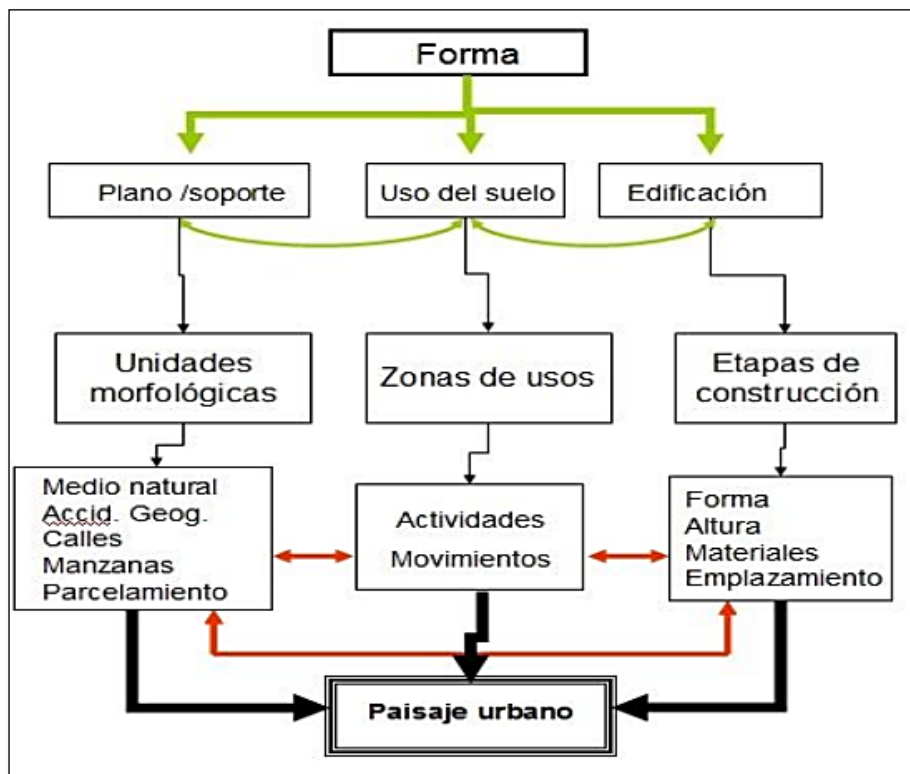 Forma
Plano /soporte
Uso del suelo
Edificación
Unidades
morfológicas
Zonas de usos
Etapas de
construcción
Medio natural
Accid. Geog.
Calles
Manzanas
Parcelamiento
Actividades
Movimientos
Forma
Altura
Materiales
Emplazamiento
Paisaje urbano